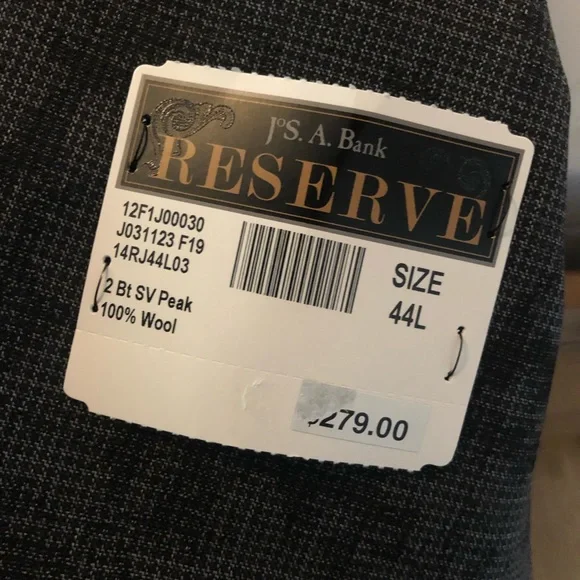 JoS. A. Bank
RESERVE
12F1J00030
J031123 F19
14RJ44L03
2 Bt SV Peak
100% Wool
SIZE
44L
$279.00